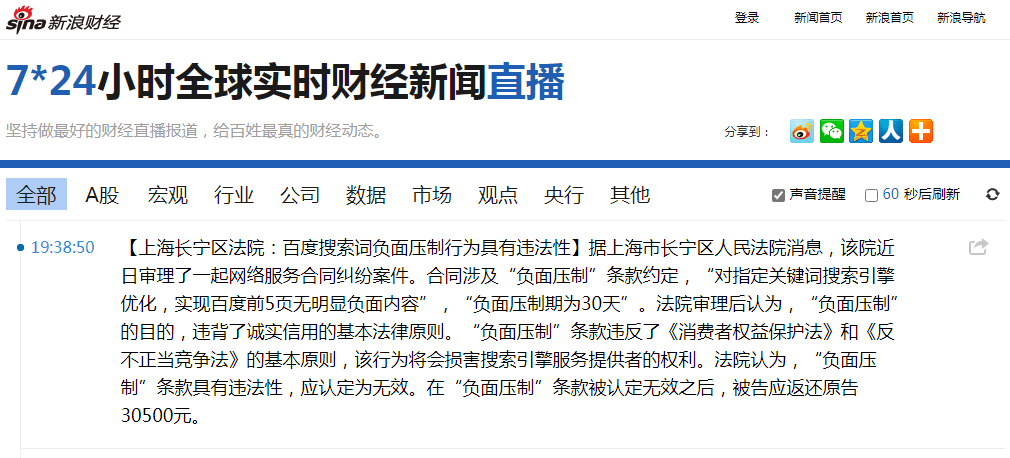 sina新浪财经
登录 新闻首页 新浪首页 新浪导航
7*24小时全球实时财经新闻直播
坚持做最好的财经直播报道，给百姓最真的财经动态。
分享到：
全部 A股 宏观 行业 公司 数据 市场 观点 央行 其他
声音提醒 60 秒后刷新
19:38:50 【上海长宁区法院：百度搜索词负面压制行为具有违法性】据上海市长宁区人民法院消息，该院近
日审理了一起网络服务合同纠纷案件。合同涉及“负面压制”条款约定，“对指定关键词搜索引擎
优化，实现百度前5页无明显负面内容”，“负面压制期为30天”。法院审理后认为，“负面压制”
的目的，违背了诚实信用的基本法律原则。“负面压制”条款违反了《消费者权益保护法》和《反
不正当竞争法》的基本原则，该行为将会损害搜索引擎服务提供者的权利。法院认为，“负面压
制”条款具有违法性，应认定为无效。在“负面压制”条款被认定无效之后，被告应返还原告
30500元。